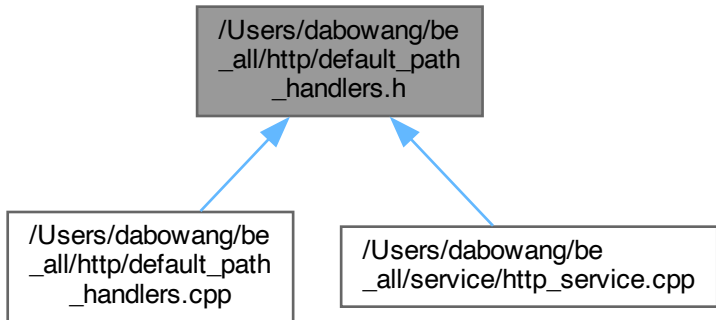 /Users/dabowang/be
_all/http/default_path
_handlers.h
/Users/dabowang/be
_all/http/default_path
_handlers.cpp
/Users/dabowang/be
_all/service/http_service.cpp